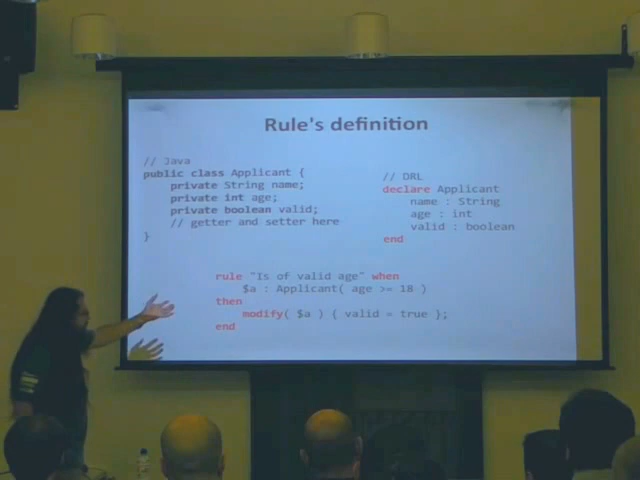 Rule's definition
// Java
public class Applicant {
private String name;
private int age;
private boolean valid;
// getter and setter here
}
// DRL
declare Applicant
name : String
age : int
valid : boolean
end
rule "Is of valid age" when
$a : Applicant( age >= 18 )
then
modify( $a ) { valid = true };
end